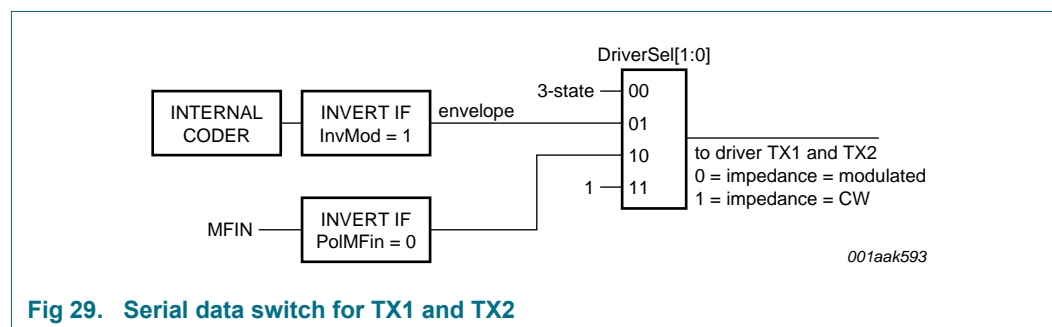 DriverSel[1:0]
3-state
00
INTERNAL
CODER
INVERT IF
InvMod = 1
envelope
01
10
1
11
to driver TX1 and TX2
0 = impedance = modulated
1 = impedance = CW
MFIN
INVERT IF
PolMFin = 0
001aak593
Fig 29. Serial data switch for TX1 and TX2